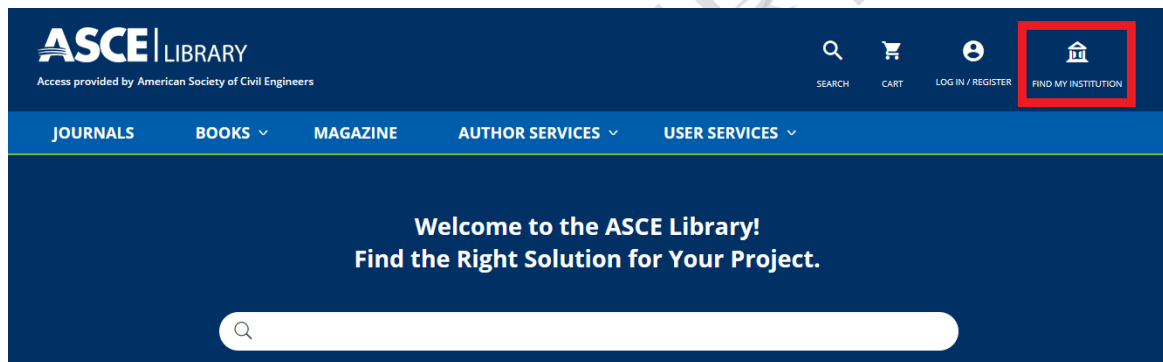 ASCE LIBRARY
Access provided by American Society of Civil Engineers
SEARCH CART LOG IN / REGISTER FIND MY INSTITUTION
JOURNALS BOOKS MAGAZINE AUTHOR SERVICES USER SERVICES
Welcome to the ASCE Library!
Find the Right Solution for Your Project.